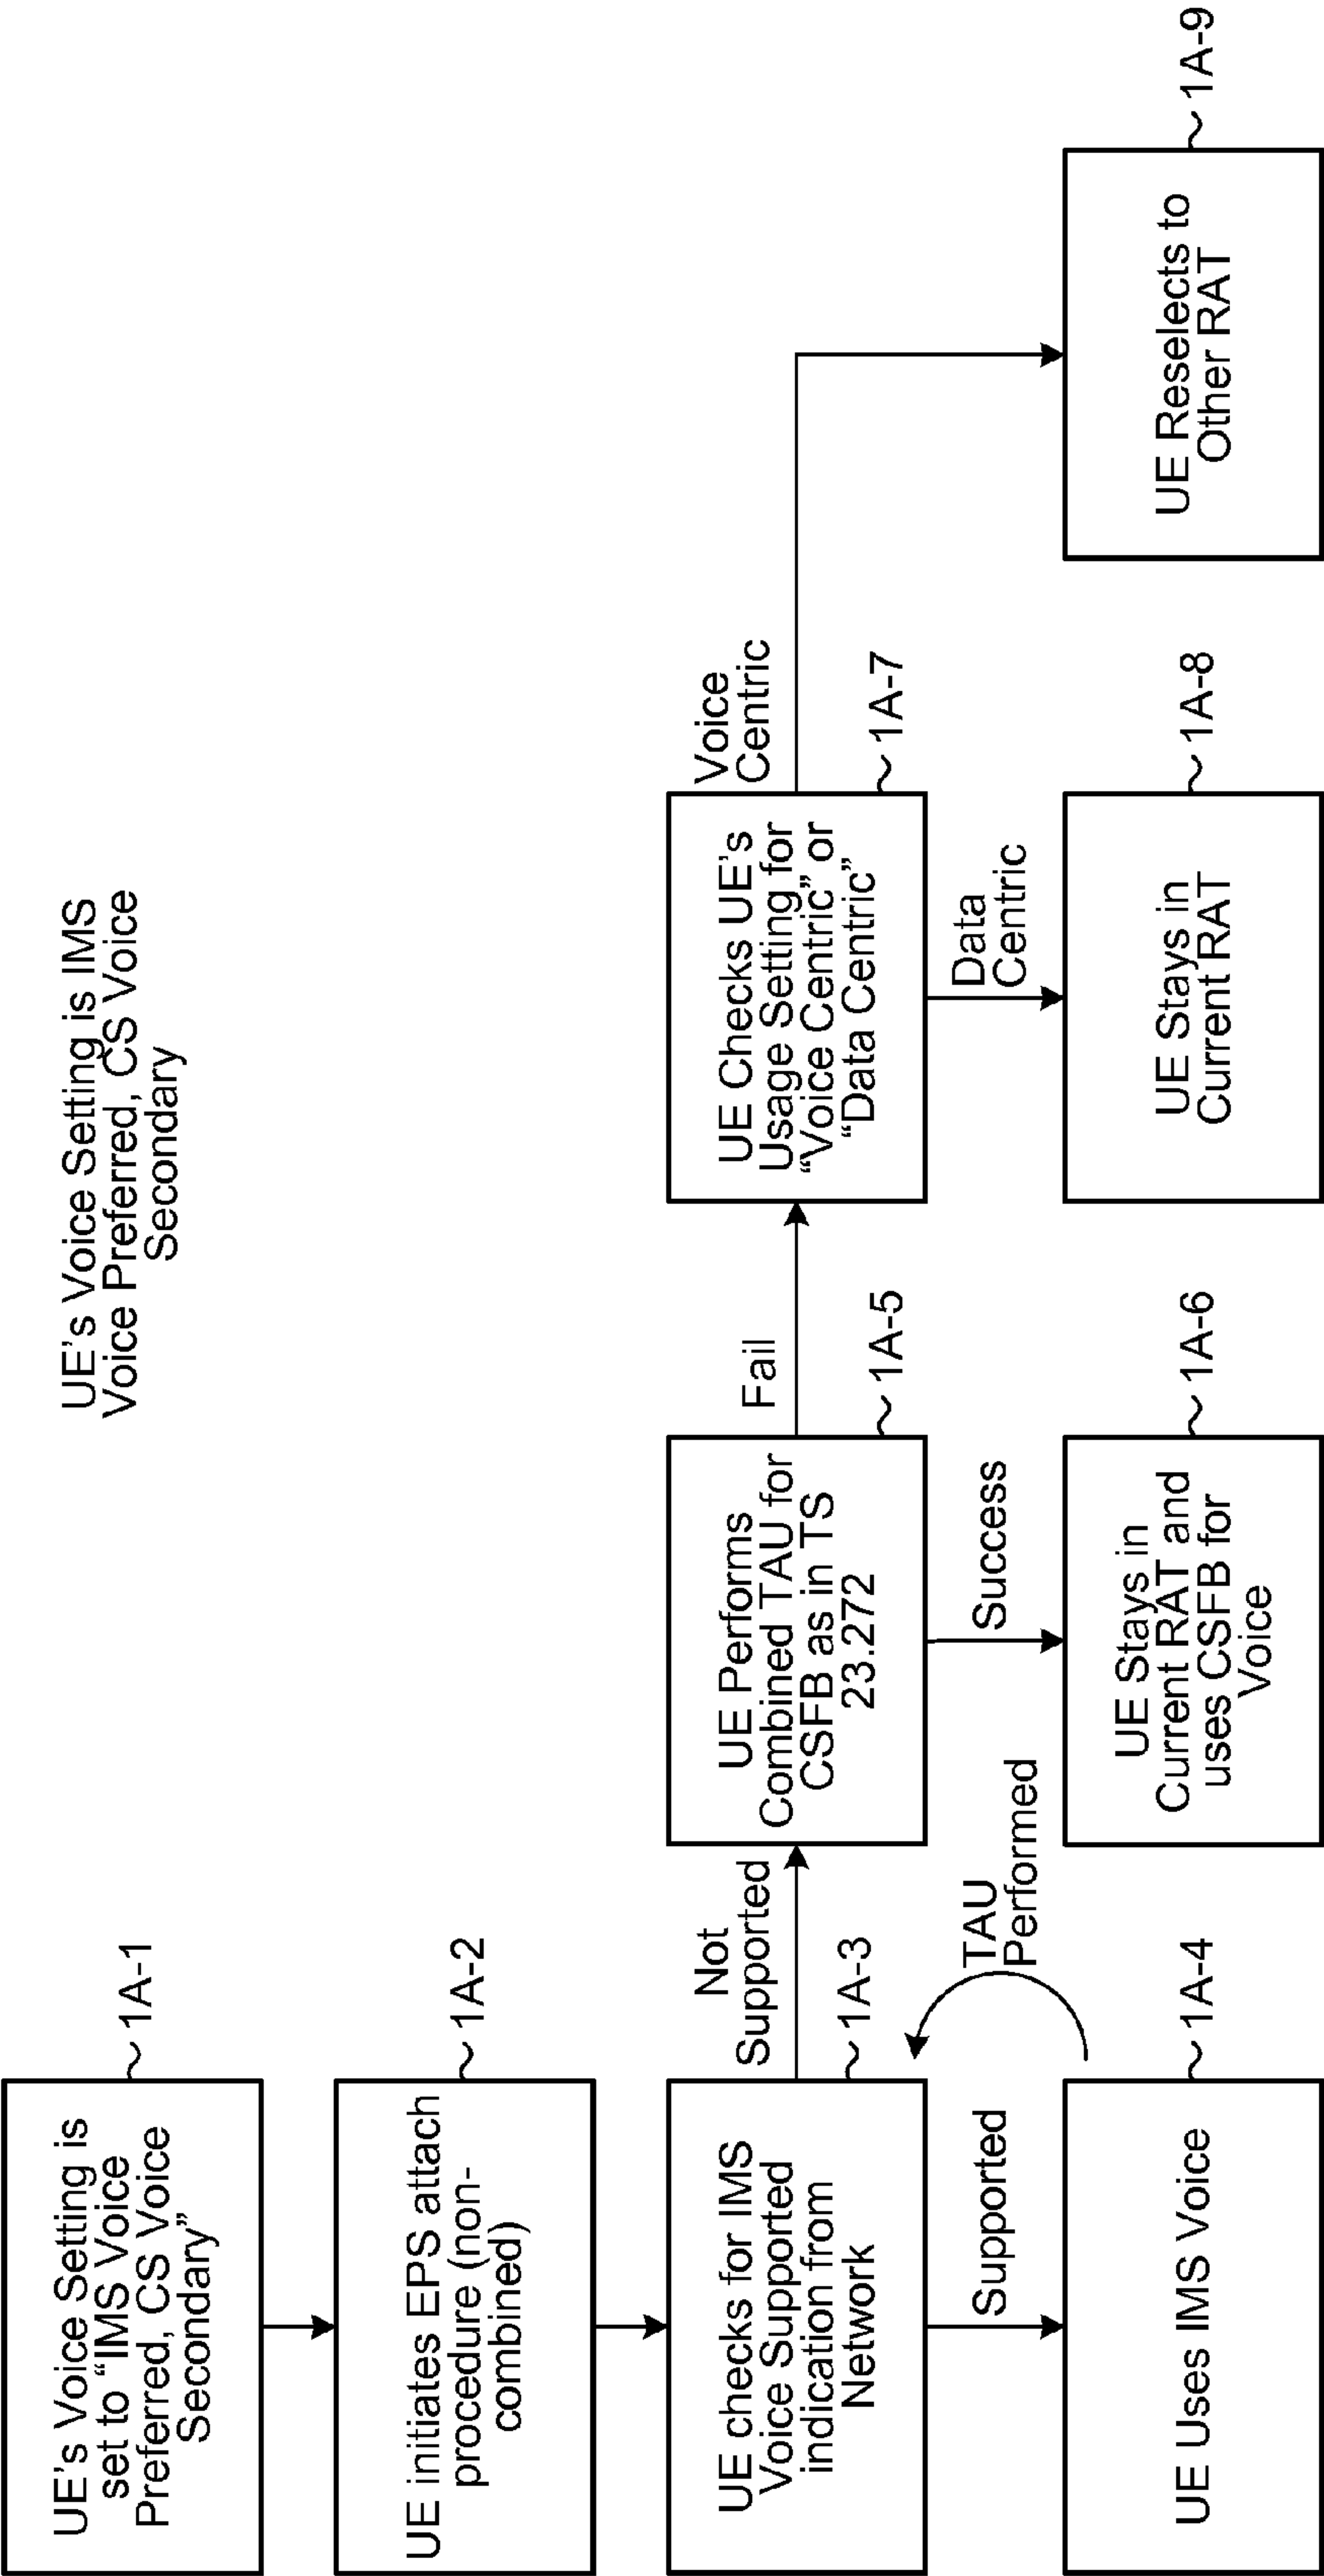 UE's Voice Setting is IMS
Voice Preferred, CS Voice
Secondary
UE's Voice Setting is
set to “IMS Voice
Preferred, CS Voice
Secondary”
1A-1
UE initiates EPS attach
procedure (non-
combined)
1A-2
UE checks for IMS
Voice Supported
indication from
Network
1A-3
Not
Supported
UE Performs
Combined TAU for
CSFB as in TS
23.272
1A-5
Fail
UE Checks UE's
Usage Setting for
“Voice Centric” or
“Data Centric”
1A-7
Voice
Centric
Supported
TAU
Performed
Success
Data
Centric
UE Uses IMS Voice
1A-4
UE Stays in
Current RAT and
uses CSFB for
Voice
1A-6
UE Stays in
Current RAT
1A-8
UE Reselects to
Other RAT
1A-9